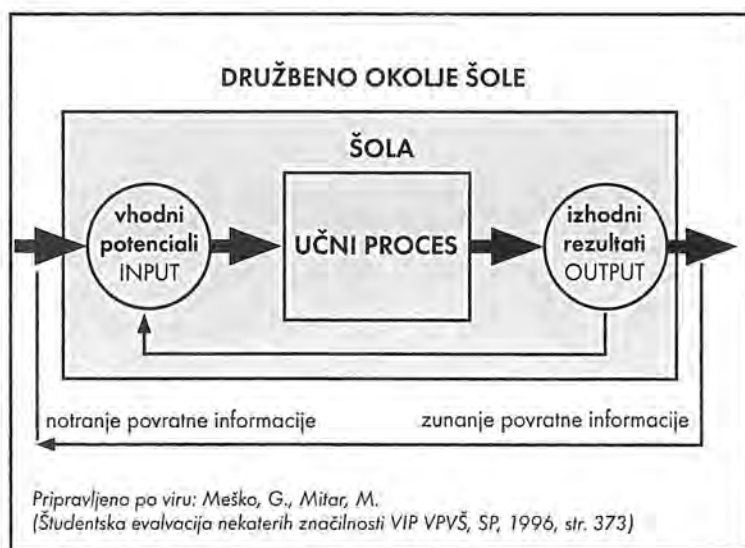 DRUŽBENO OKOLJE ŠOLE
ŠOLA
vhodni
potenciali
INPUT
UČNI PROCES
izhodni
rezultati
OUTPUT
notranje povratne informacije
zunanje povratne informacije
Pripravljeno po viru: Meško, G., Mitar, M.
(Študentska evalvacija nekaterih značilnosti VIP VPVŠ, SP, 1996, str. 373)